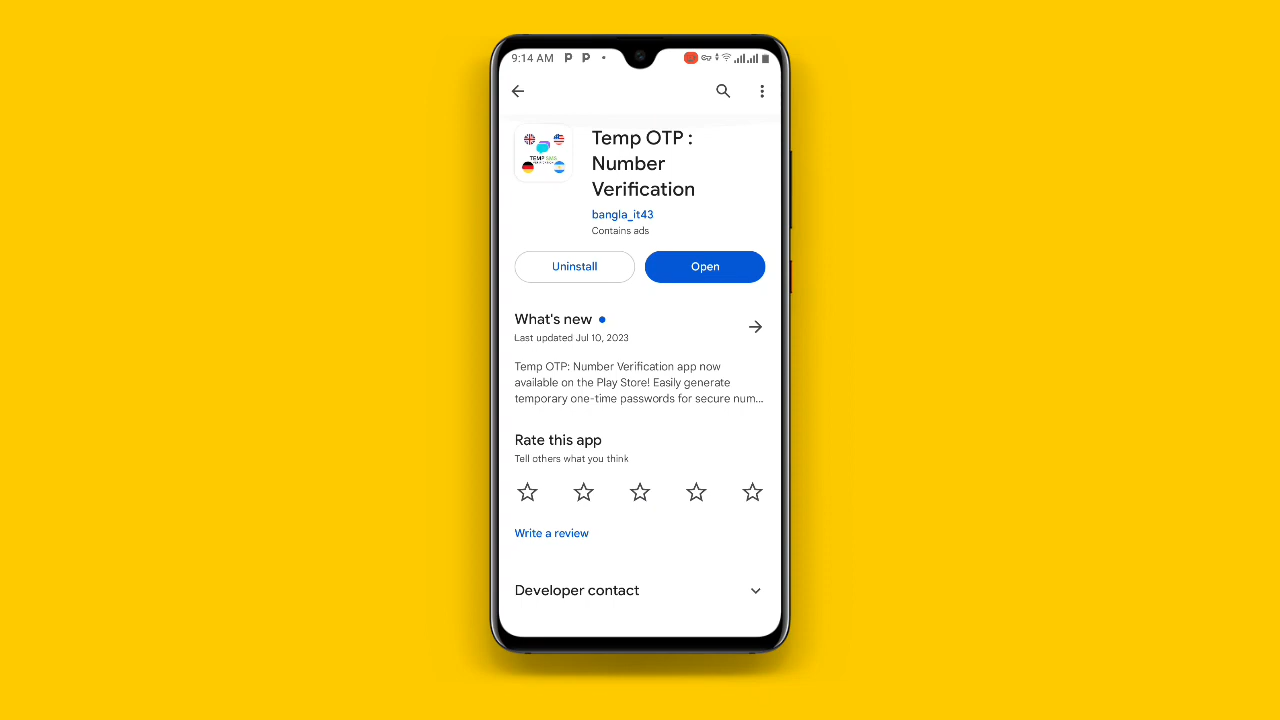 9:14 AM P P
Temp OTP :
Number
Verification
bangla_it43
Contains ads
Uninstall
Open
What's new
Last updated Jul 10, 2023
Temp OTP: Number Verification app now
available on the Play Store! Easily generate
temporary one-time passwords for secure num...
Rate this app
Tell others what you think
Write a review
Developer contact
TEMP SMS